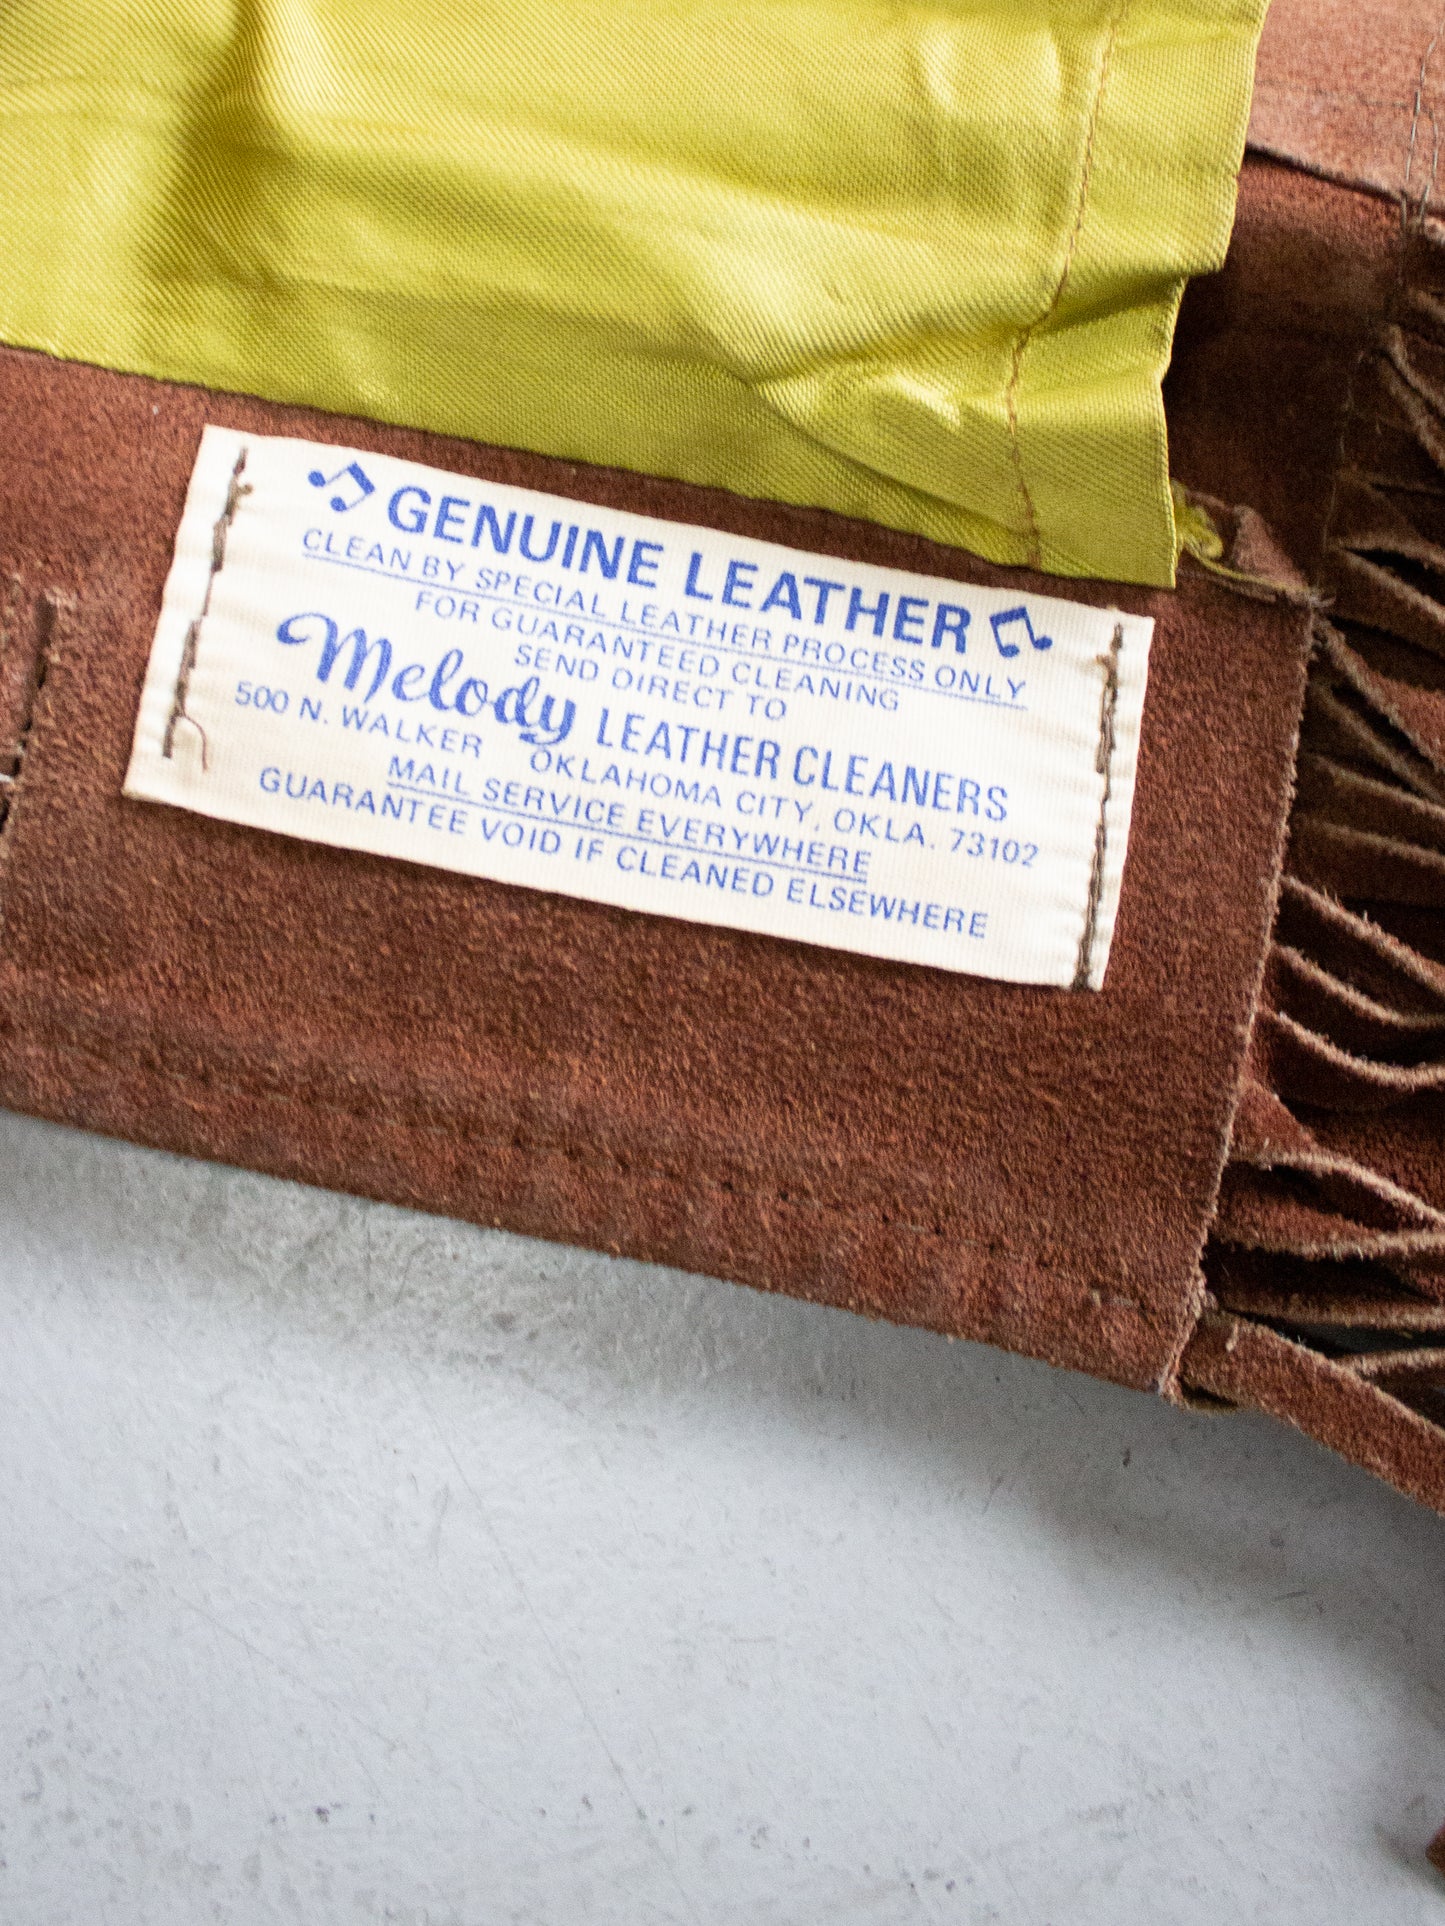 GENUINE LEATHER
CLEAN BY SPECIAL LEATHER PROCESS ONLY
FOR GUARANTEED CLEANING
SEND DIRECT TO
Melody LEATHER CLEANERS
500 N. WALKER OKLAHOMA CITY, OKLA. 73102
MAIL SERVICE EVERYWHERE
GUARANTEE VOID IF CLEANED ELSEWHERE